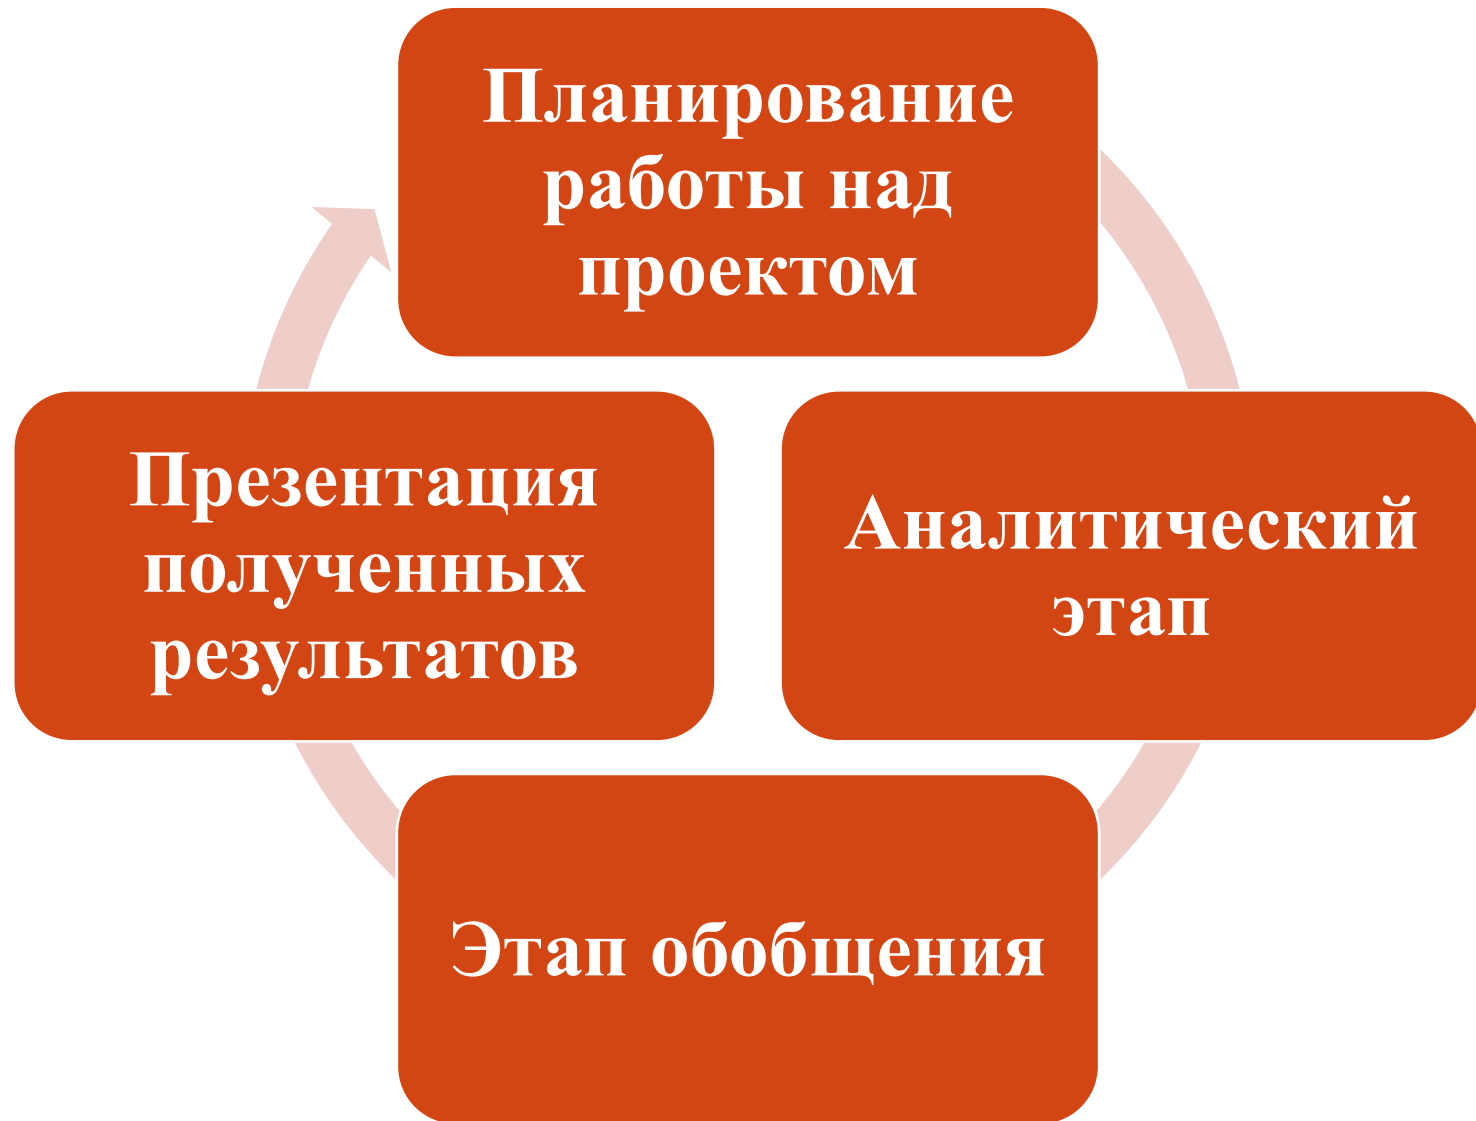 Планирование
работы над
проектом
Презентация
полученных
результатов
Аналитический
этап
Этап обобщения